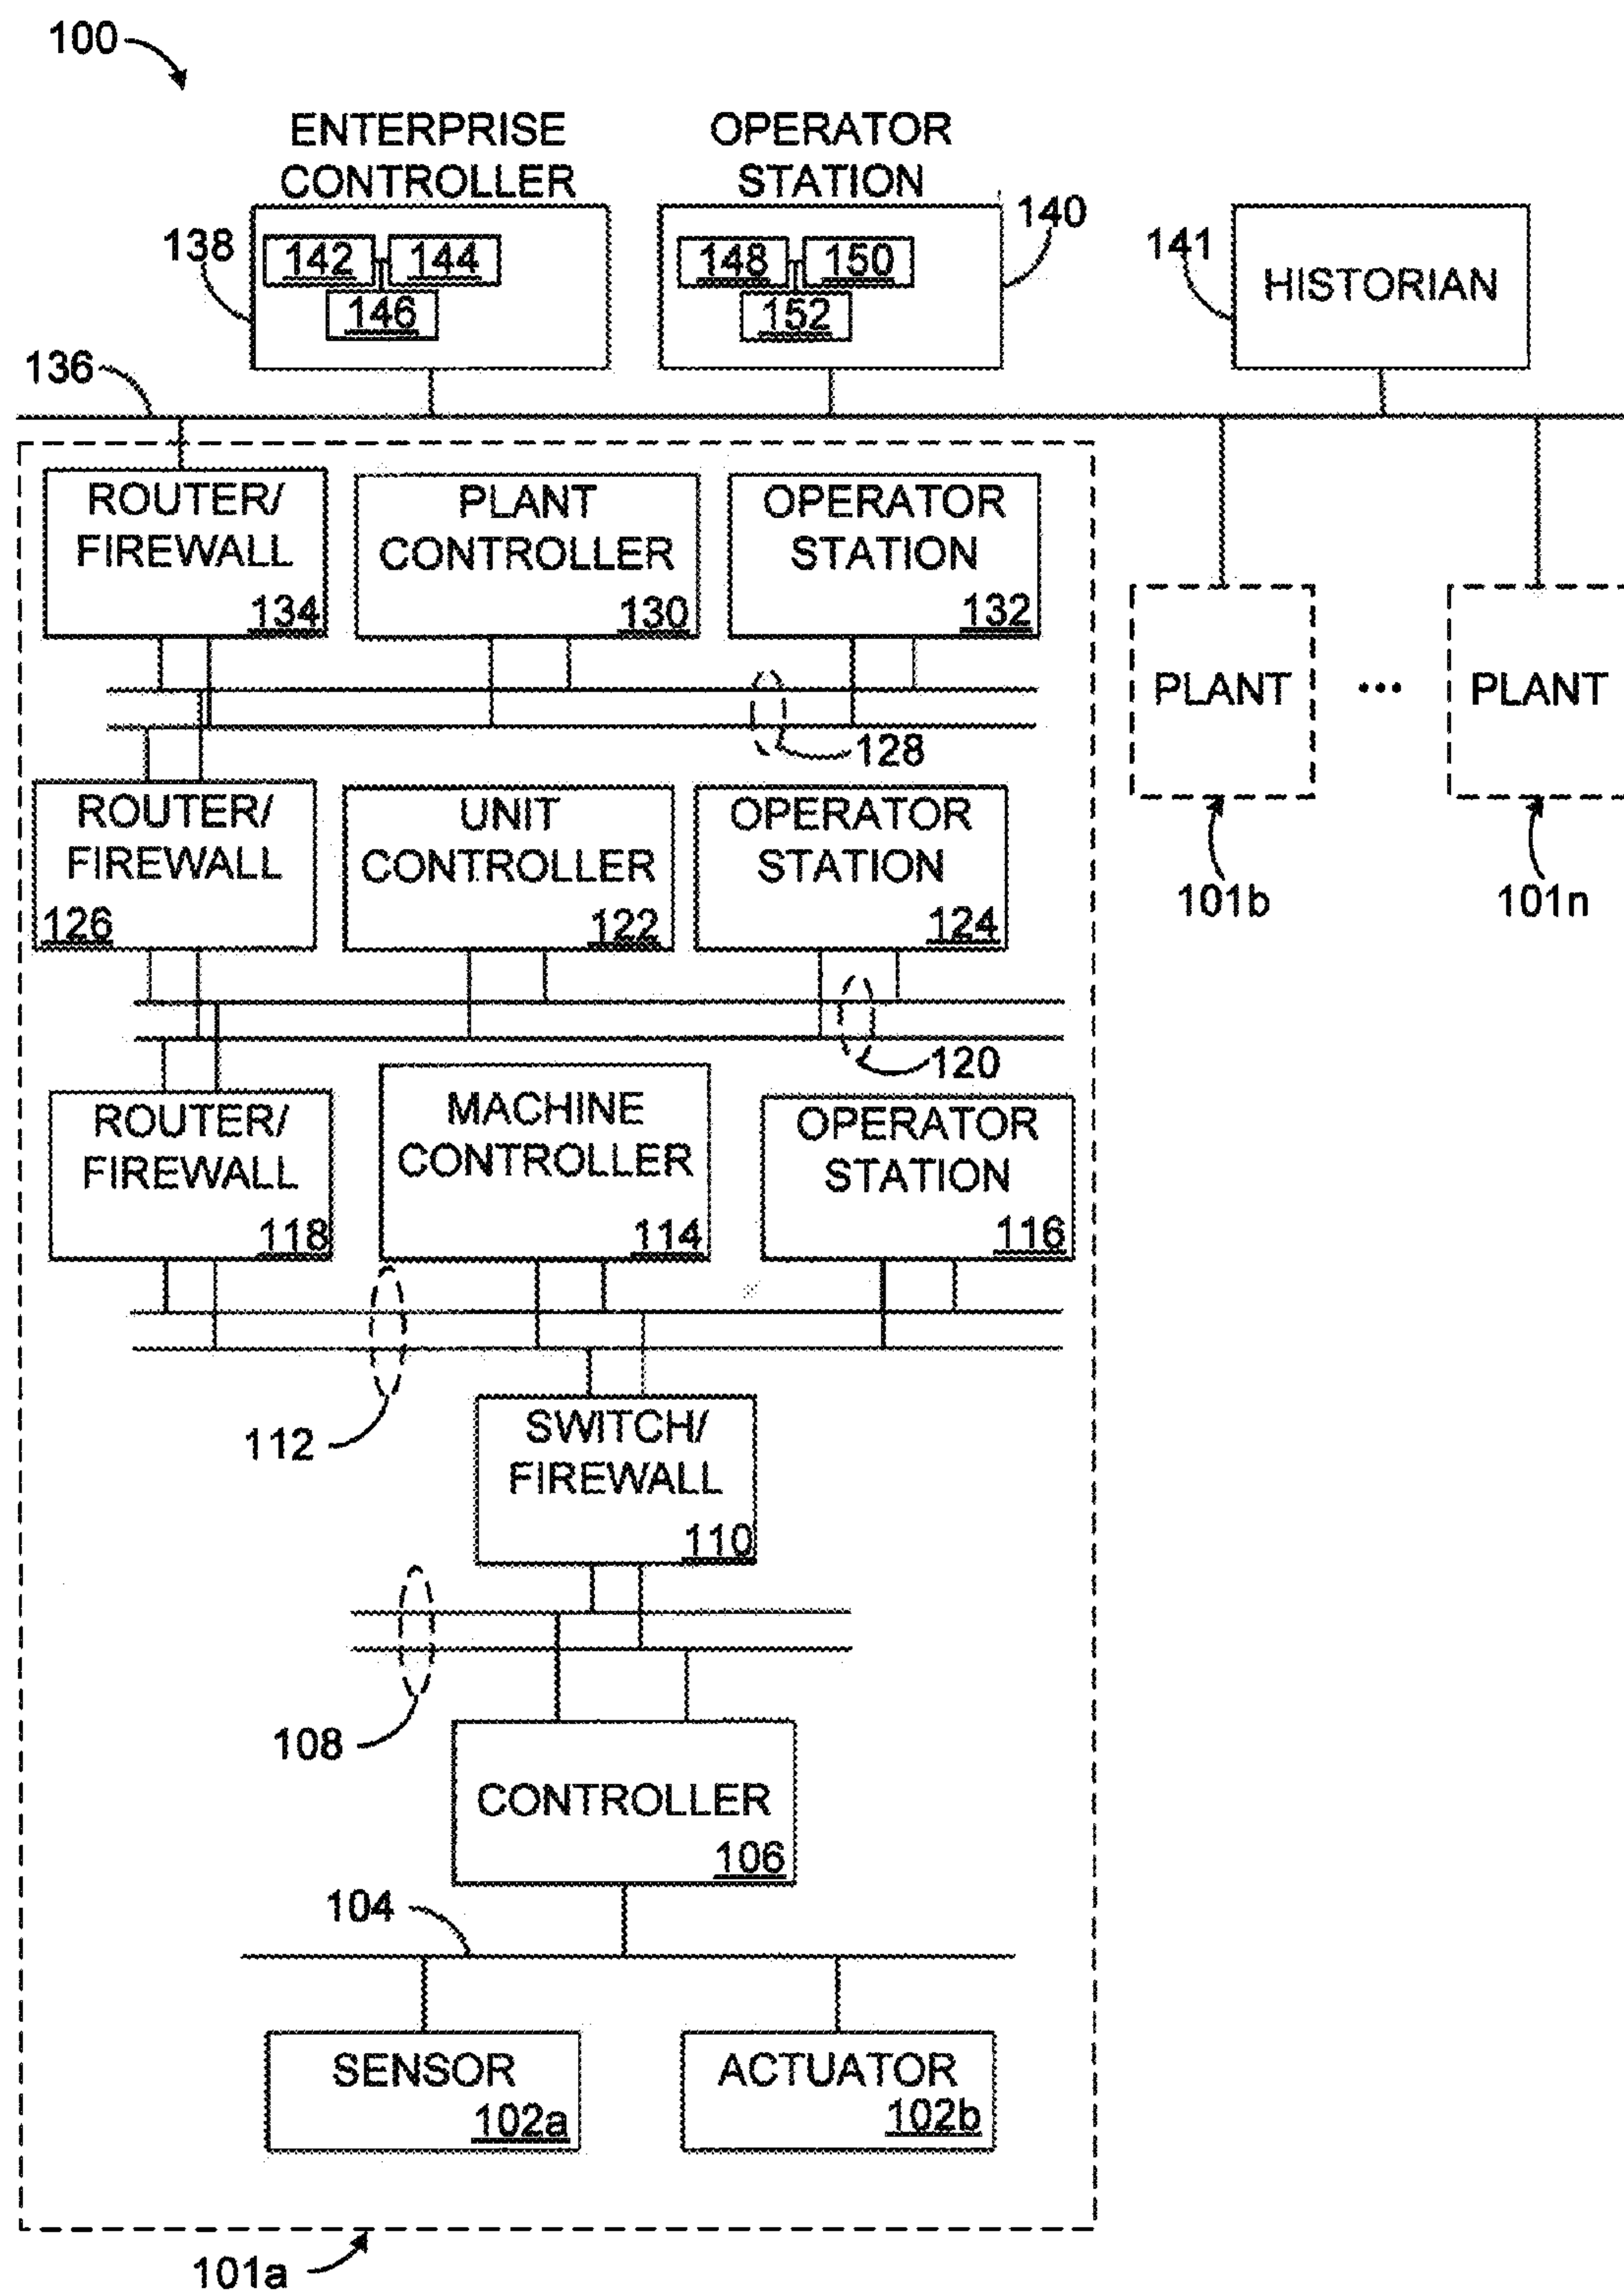 100
ENTERPRISE
CONTROLLER
OPERATOR
STATION
138
142
144
146
148
150
152
140
141
HISTORIAN
136
ROUTER/
FIREWALL
134
PLANT
CONTROLLER
130
OPERATOR
STATION
132
128
PLANT
...
PLANT
101b
101n
ROUTER/
FIREWALL
126
UNIT
CONTROLLER
122
OPERATOR
STATION
124
120
ROUTER/
FIREWALL
118
MACHINE
CONTROLLER
114
OPERATOR
STATION
116
112
SWITCH/
FIREWALL
110
108
CONTROLLER
106
104
SENSOR
102a
ACTUATOR
102b
101a